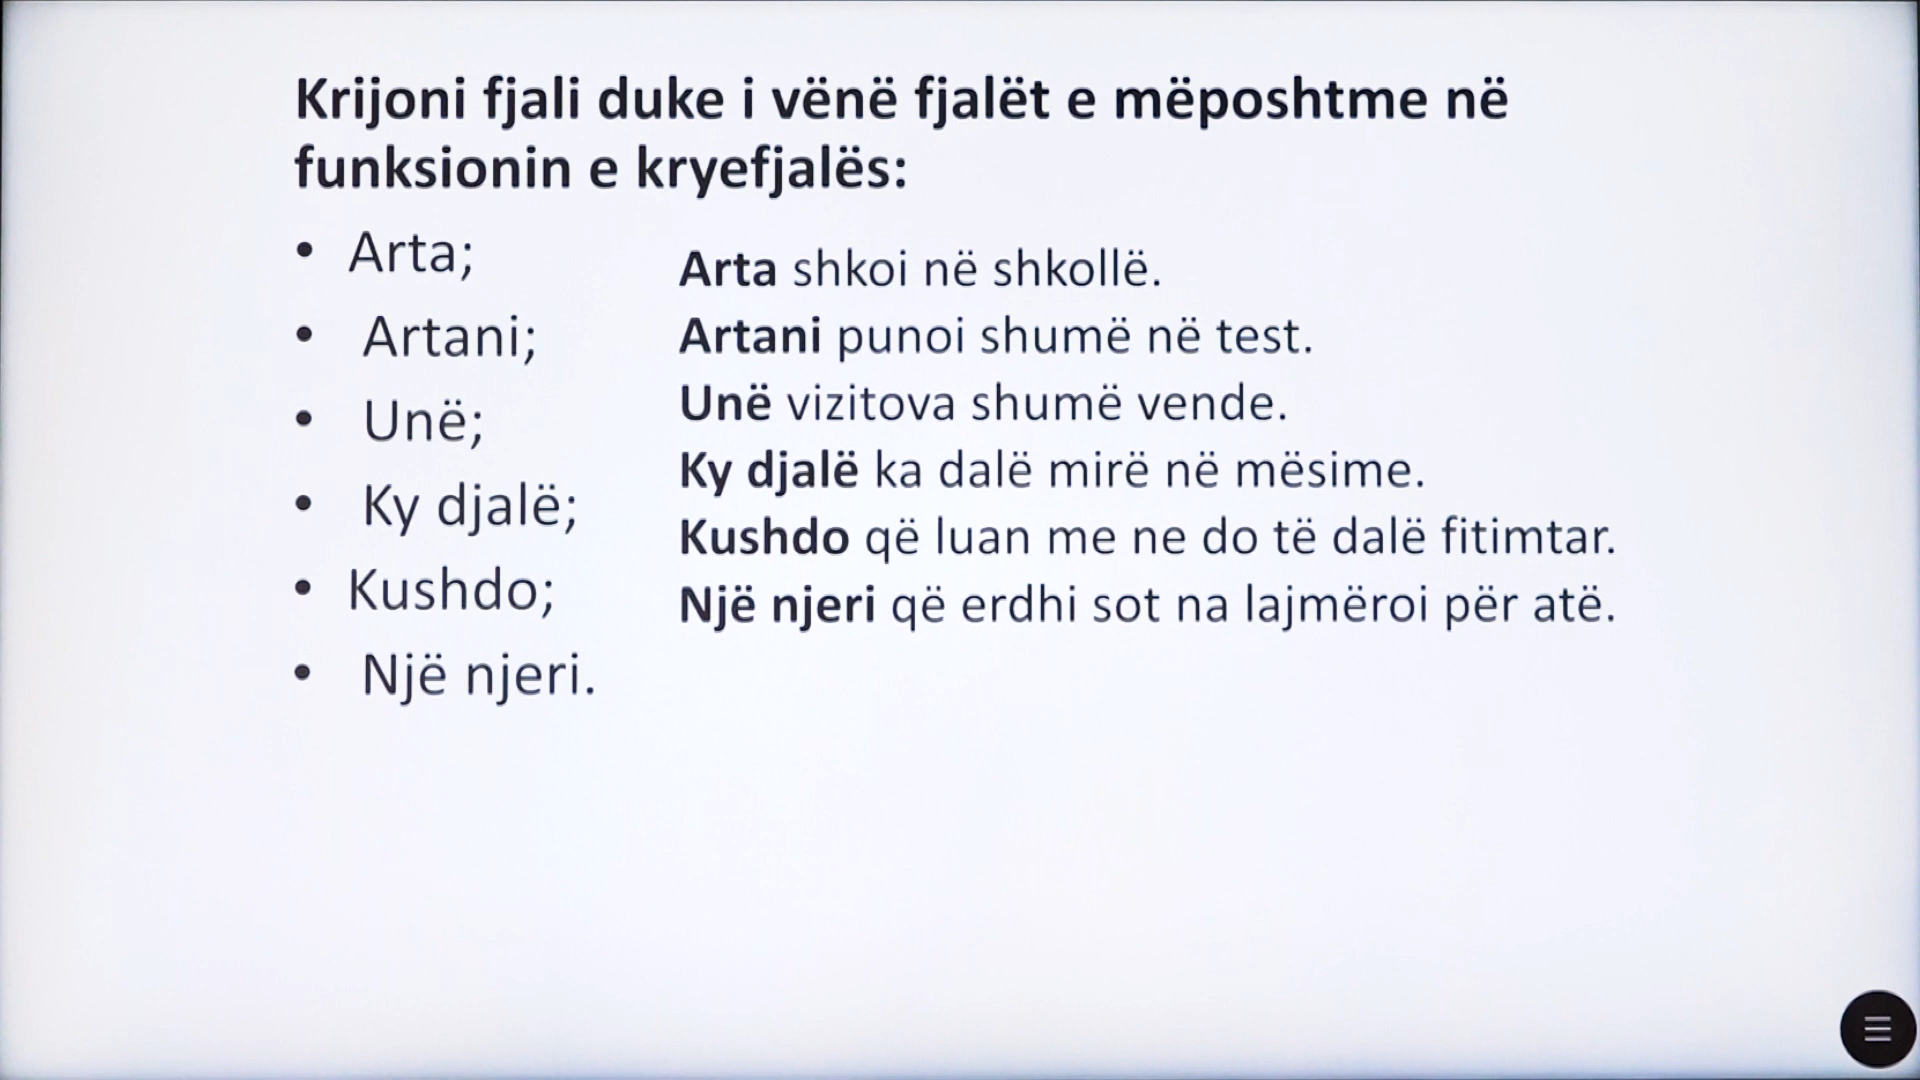 Krijoni fjali duke i vënë fjalët e mëposhtme në
funksionin e kryefjalës:
• Arta;
• Artani;
• Unë;
• Ky djalë;
• Kushdo;
• Një njeri.
Arta shkoi në shkollë.
Artani punoi shumë në test.
Unë vizitova shumë vende.
Ky djalë ka dalë mirë në mësime.
Kushdo që luan me ne do të dalë fitimtar.
Një njeri që erdhi sot na lajmëroi për atë.